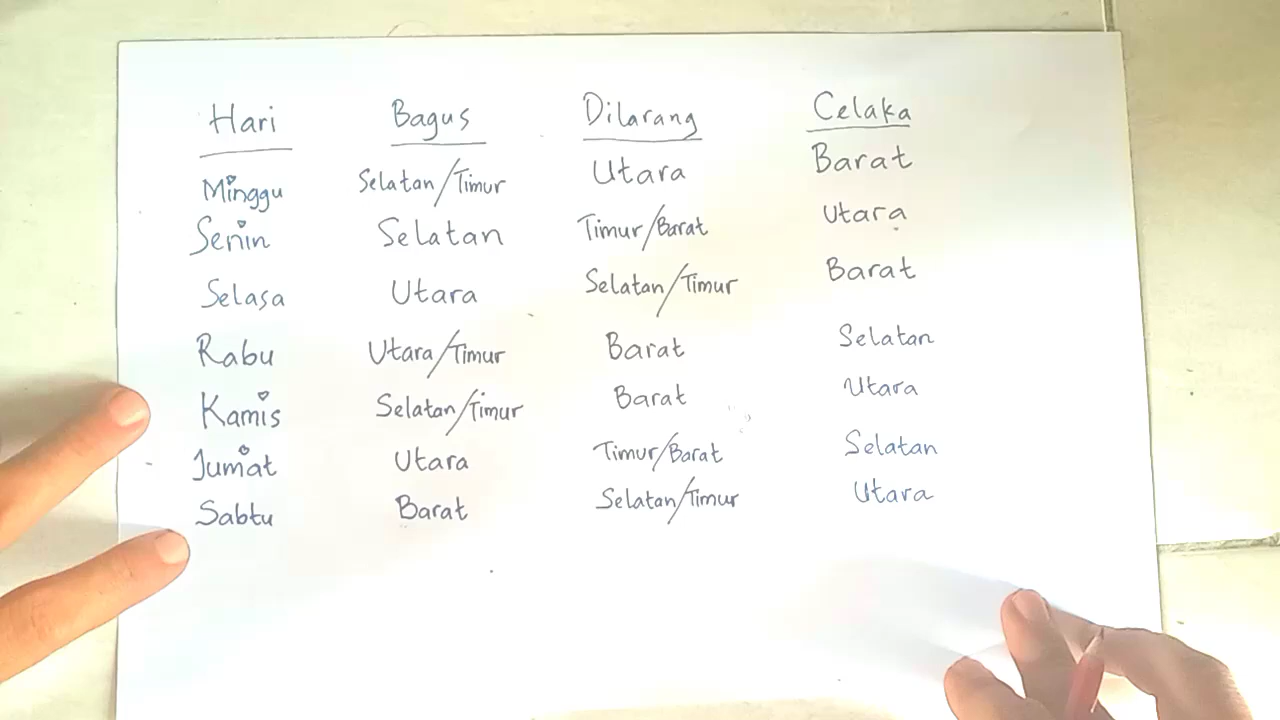 Hari Bagus Dilarang Celaka
Minggu Selatan/Timur Utara Barat
Senin Selatan Timur/Barat Utara
Selasa Utara Selatan/Timur Barat
Rabu Utara/Timur Barat Selatan
Kamis Selatan/Timur Barat Utara
Jumat Utara Timur/Barat Selatan
Sabtu Barat Selatan/Timur Utara